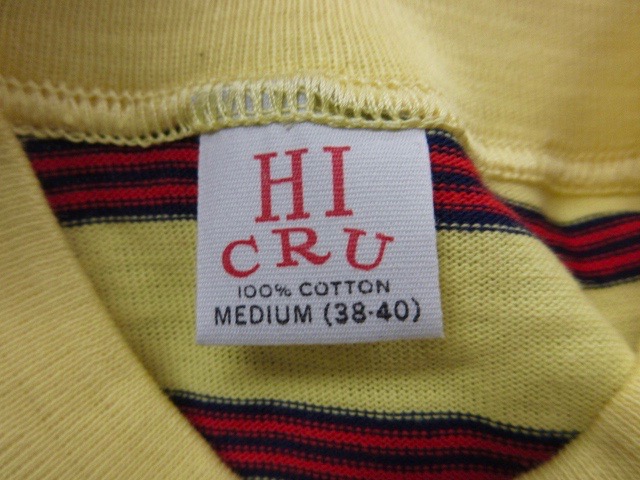 HI
CRU
100% COTTON
MEDIUM (38-40)